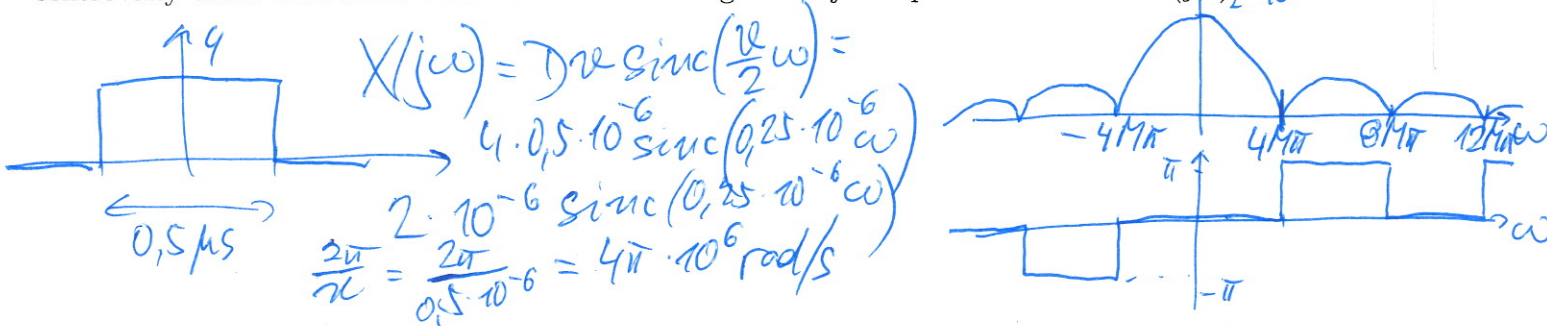 4
X(jω) = Dϑ sinc(ϑ/2 ω) =
4·0,5·10^-6 sinc(0,25·10^-6 ω)
2·10^-6 sinc(0,25·10^-6 ω)
0,5 μs
2π/ϑ = 2π/0,5·10^-6 = 4π·10^6 rad/s
-4Mπ 4Mπ 8Mπ 12Mπ ω
π
ω
-π